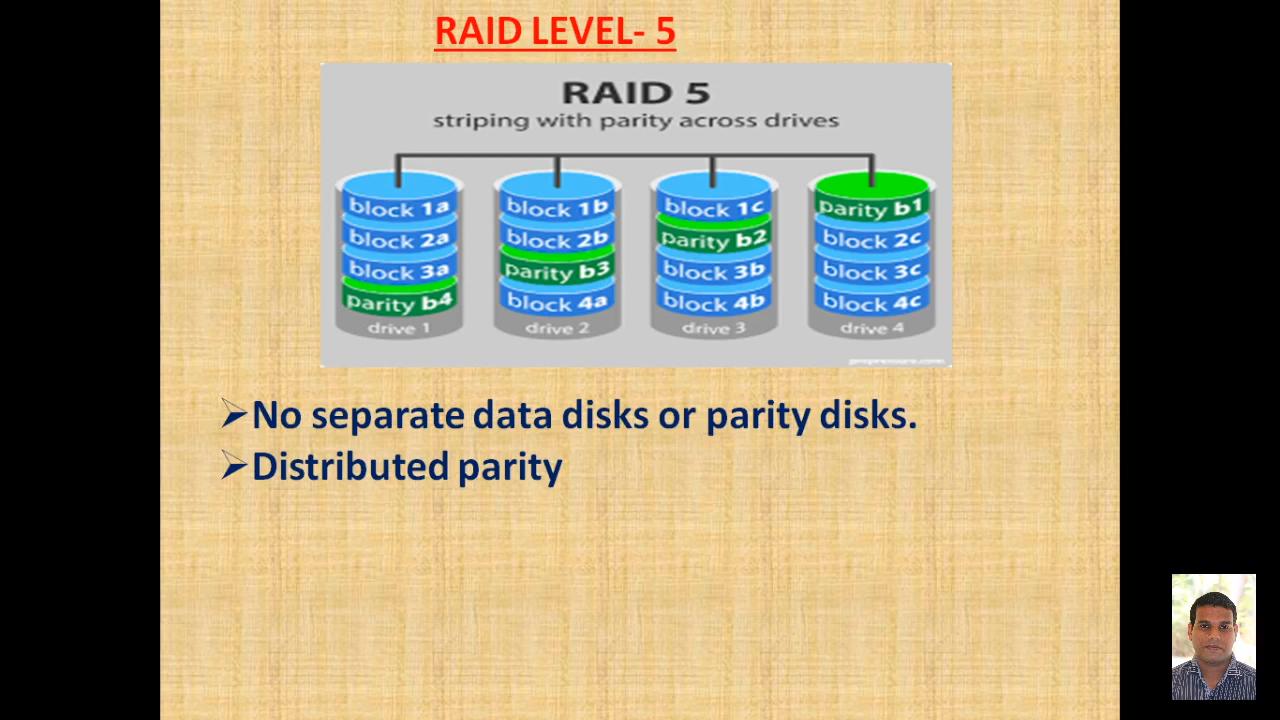 RAID LEVEL- 5
RAID 5
striping with parity across drives
block 1a block 1b block 1c parity b1
block 2a block 2b parity b2 block 2c
block 3a parity b3 block 3b block 3c
parity b4 block 4a block 4b block 4c
drive 1 drive 2 drive 3 drive 4
➢No separate data disks or parity disks.
➢Distributed parity